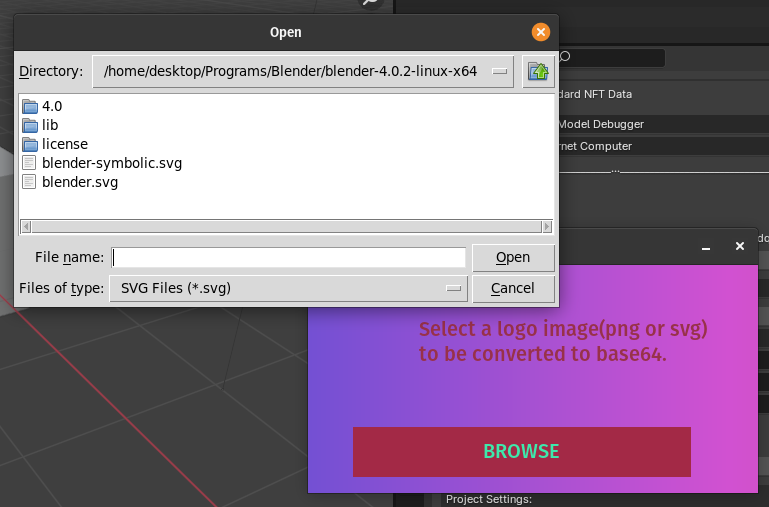 Open
Directory: /home/desktop/Programs/Blender/blender-4.0.2-linux-x64
4.0
lib
license
blender-symbolic.svg
blender.svg
File name:
Open
Files of type: SVG Files (*.svg)
Cancel
dard NFT Data
Model Debugger
rnet Computer
...
Select a logo image(png or svg)
to be converted to base64.
BROWSE
Project Settings: